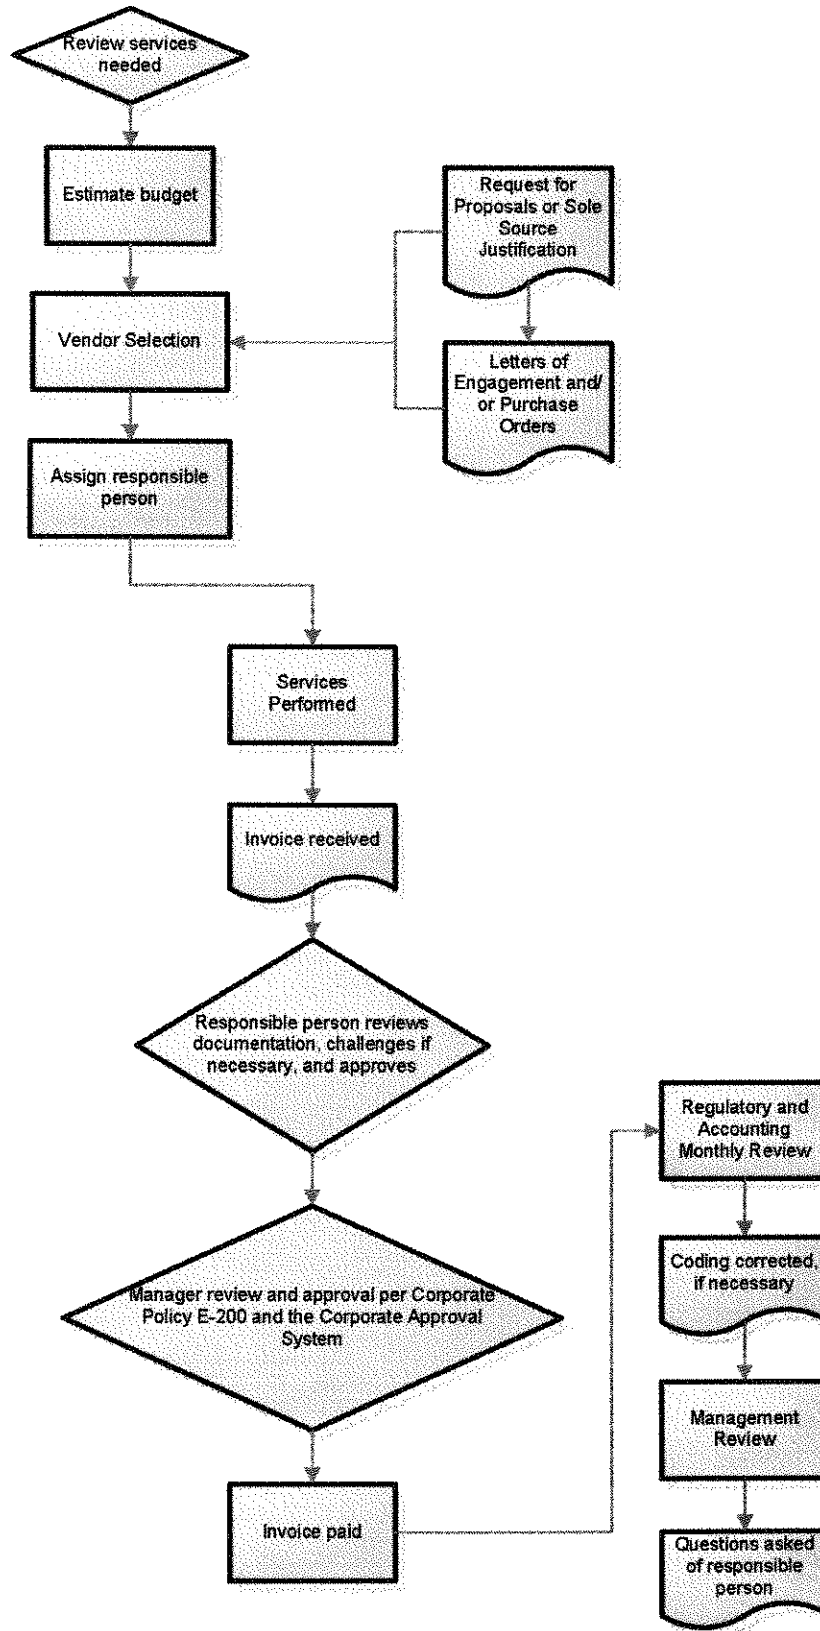 Review services
needed
Estimate budget
Request for
Proposals or Sole
Source
Justification
Vendor Selection
Letters of
Engagement and/
or Purchase
Orders
Assign responsible
person
Services
Performed
Invoice received
Responsible person reviews
documentation, challenges if
necessary, and approves
Manager review and approval per Corporate
Policy E-200 and the Corporate Approval
System
Invoice paid
Regulatory and
Accounting
Monthly Review
Coding corrected,
if necessary
Management
Review
Questions asked
of responsible
person